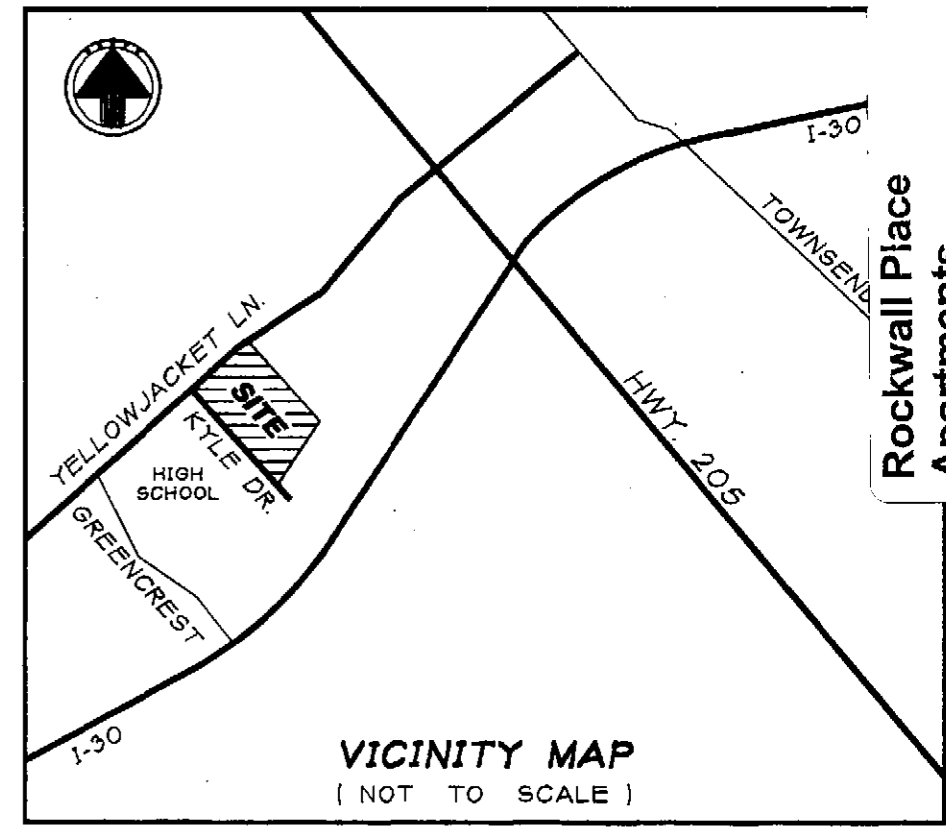 I-30
TOWNSEND
Rockwall Place
Apartments
YELLOWJACKET LN.
SITE
KYLE DR.
HWY. 205
HIGH
SCHOOL
GREENCREST
I-30
VICINITY MAP
( NOT TO SCALE )